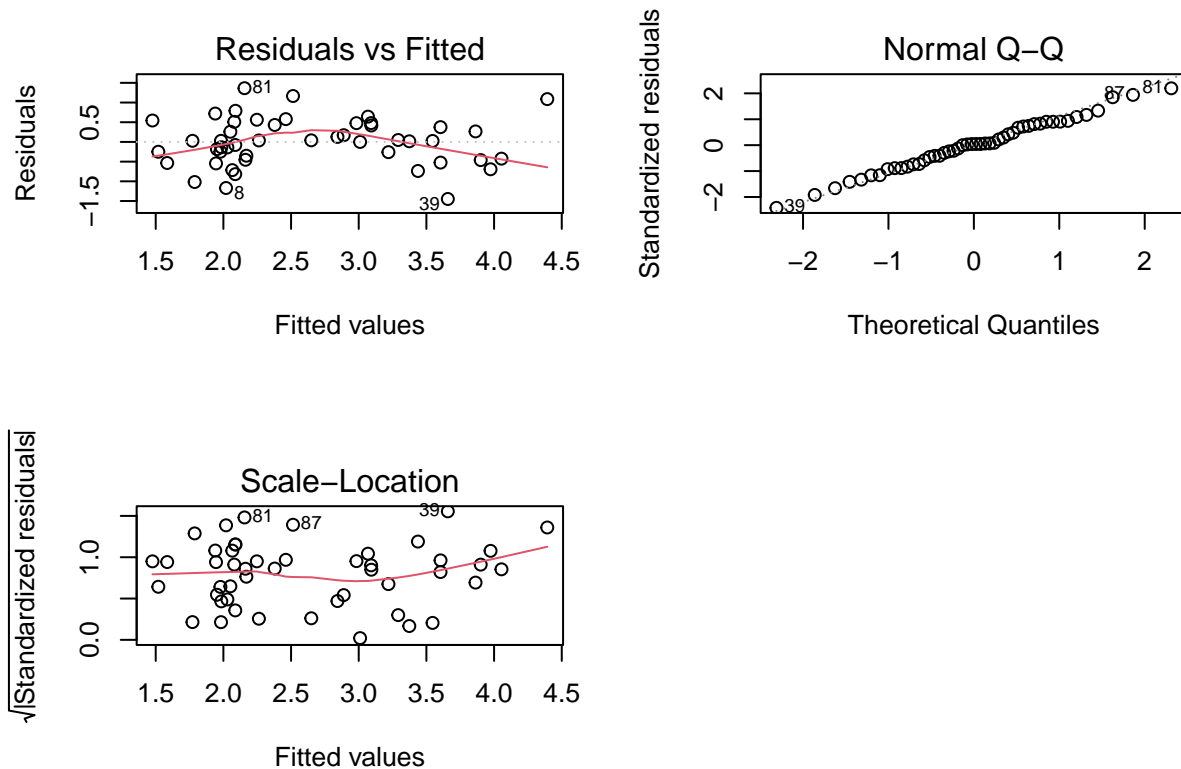 Residuals vs Fitted
Residuals
0.5
−1.5
81
8
39
1.5 2.0 2.5 3.0 3.5 4.0 4.5
Fitted values
Normal Q−Q
Standardized residuals
2
0
−2
87
81
39
−2 −1 0 1 2
Theoretical Quantiles
Scale−Location
√|Standardized residuals|
1.0
0.0
81
87
39
1.5 2.0 2.5 3.0 3.5 4.0 4.5
Fitted values